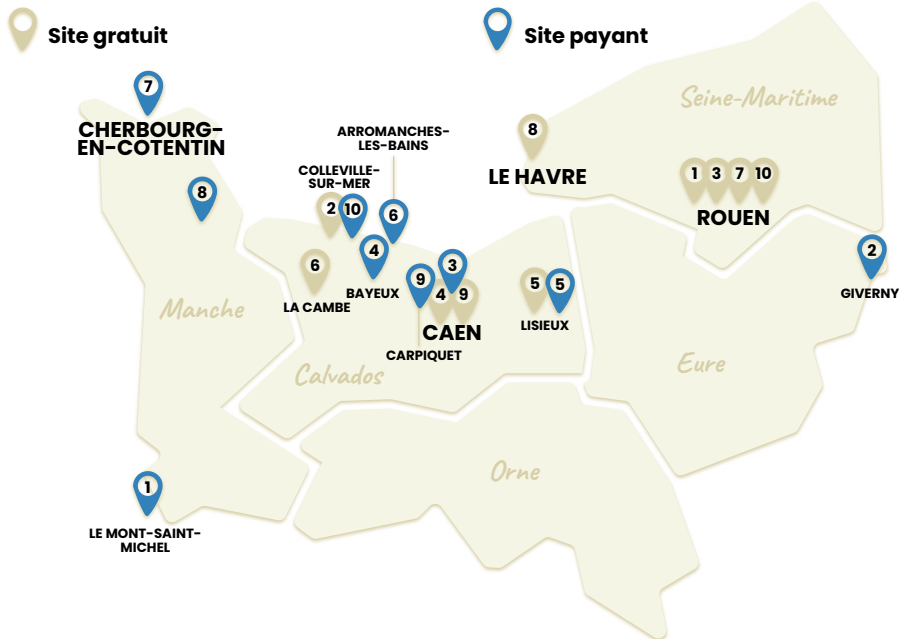 Site gratuit
Site payant
7
Seine-Maritime
CHERBOURG-
EN-COTENTIN
8
ARROMANCHES-
LES-BAINS
LE HAVRE
COLLEVILLE-
SUR-MER
8
2
10
6
1
3
7
10
ROUEN
4
6
3
9
4
9
5
5
2
BAYEUX
LA CAMBE
GIVERNY
Manche
CAEN
LISIEUX
CARPIQUET
Calvados
Eure
Orne
1
LE MONT-SAINT-
MICHEL